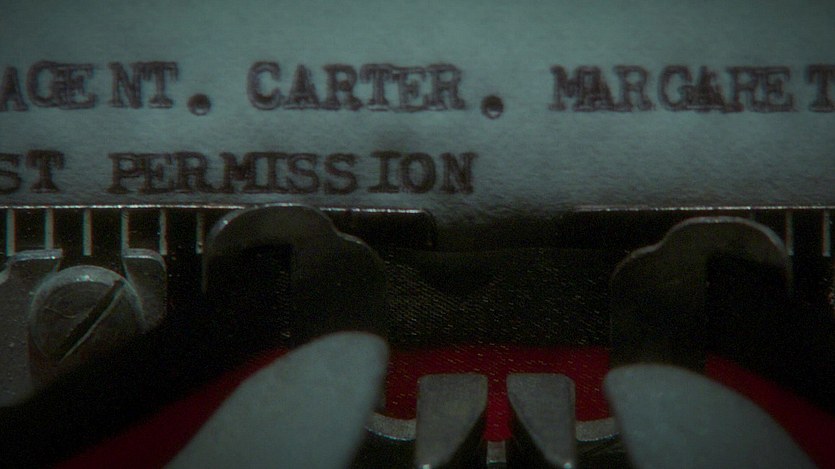 AGENT. CARTER. MARGARET
ST PERMISSION